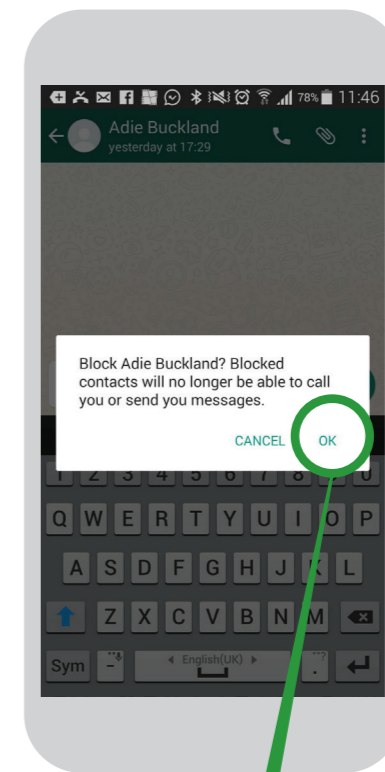 78% 11:46
Adie Buckland
yesterday at 17:29
Block Adie Buckland? Blocked
contacts will no longer be able to call
you or send you messages.
CANCEL OK
1 2 3 4 5 6 7 8 0
Q W E R T Y U I O P
A S D F G H J K L
Z X C V B N M
Sym - English(UK) .